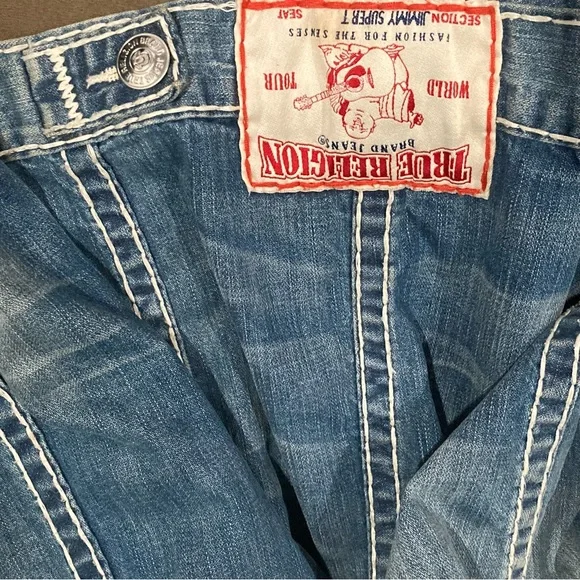 TRUE RELIGION
BRAND JEANS®
WORLD TOUR
FASHION FOR THE SENSES
SECTION JIMMY SUPER T SEAT